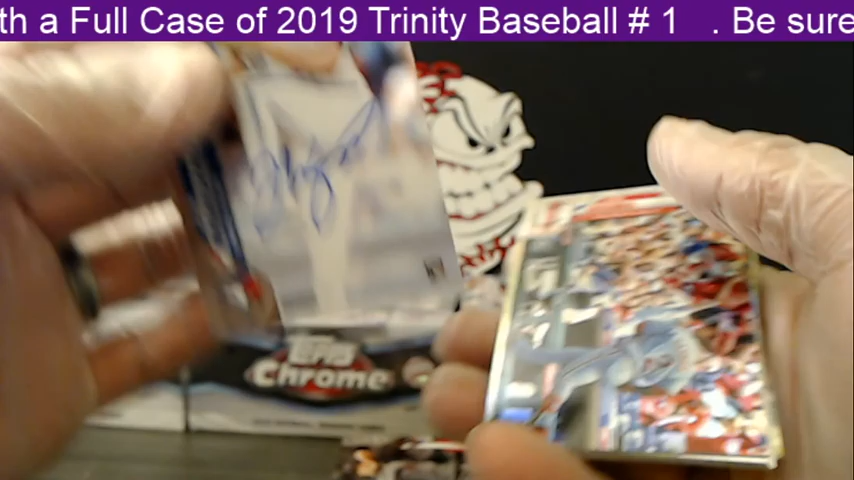 th a Full Case of 2019 Trinity Baseball # 1 . Be sure
Topps
Chrome